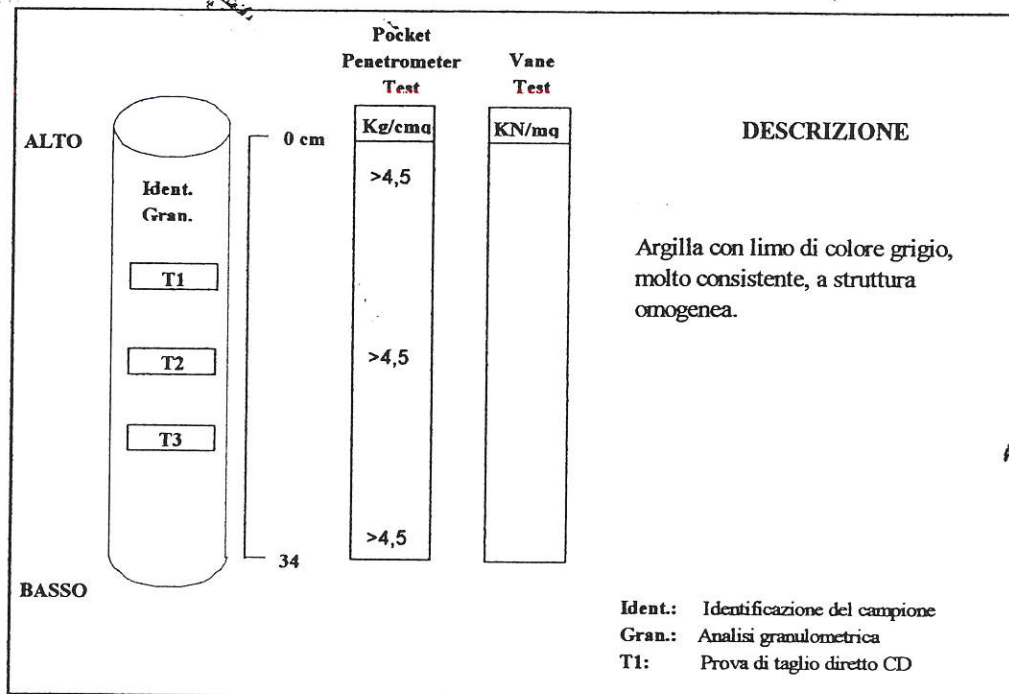 Pocket
Penetrometer
Test
Vane
Test
Kg/cmq
KN/mq
DESCRIZIONE
ALTO
0 cm
Ident.
Gran.
>4,5
T1
Argilla con limo di colore grigio,
molto consistente, a struttura
omogenea.
T2
>4,5
T3
>4,5
34
BASSO
Ident.: Identificazione del campione
Gran.: Analisi granulometrica
T1: Prova di taglio diretto CD